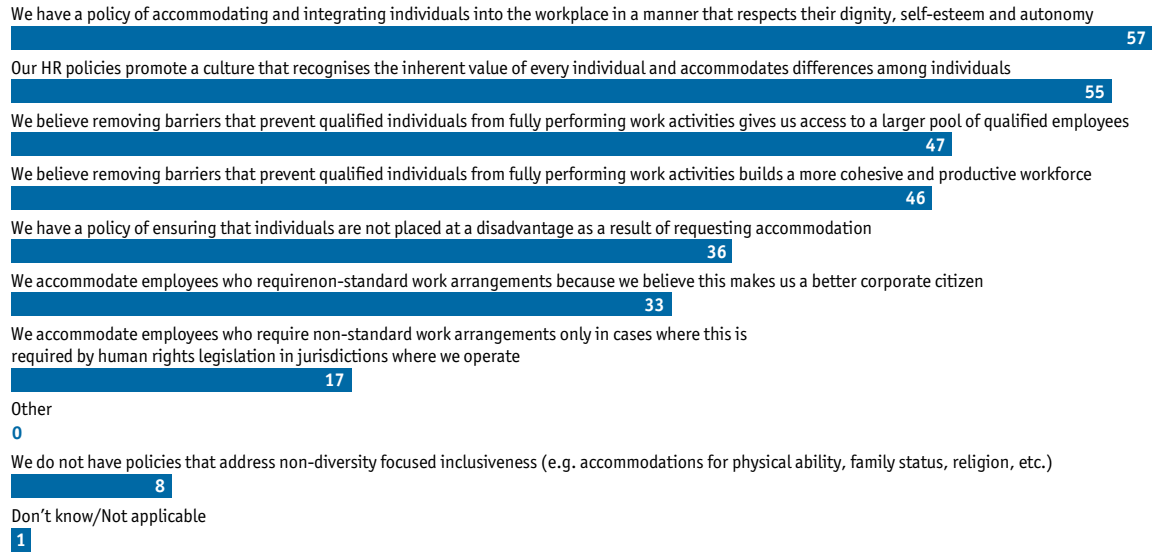 We have a policy of accommodating and integrating individuals into the workplace in a manner that respects their dignity, self-esteem and autonomy
57
Our HR policies promote a culture that recognises the inherent value of every individual and accommodates differences among individuals
55
We believe removing barriers that prevent qualified individuals from fully performing work activities gives us access to a larger pool of qualified employees
47
We believe removing barriers that prevent qualified individuals from fully performing work activities builds a more cohesive and productive workforce
46
We have a policy of ensuring that individuals are not placed at a disadvantage as a result of requesting accommodation
36
We accommodate employees who requirenon-standard work arrangements because we believe this makes us a better corporate citizen
33
We accommodate employees who require non-standard work arrangements only in cases where this is
required by human rights legislation in jurisdictions where we operate
17
Other
0
We do not have policies that address non-diversity focused inclusiveness (e.g. accommodations for physical ability, family status, religion, etc.)
8
Don’t know/Not applicable
1